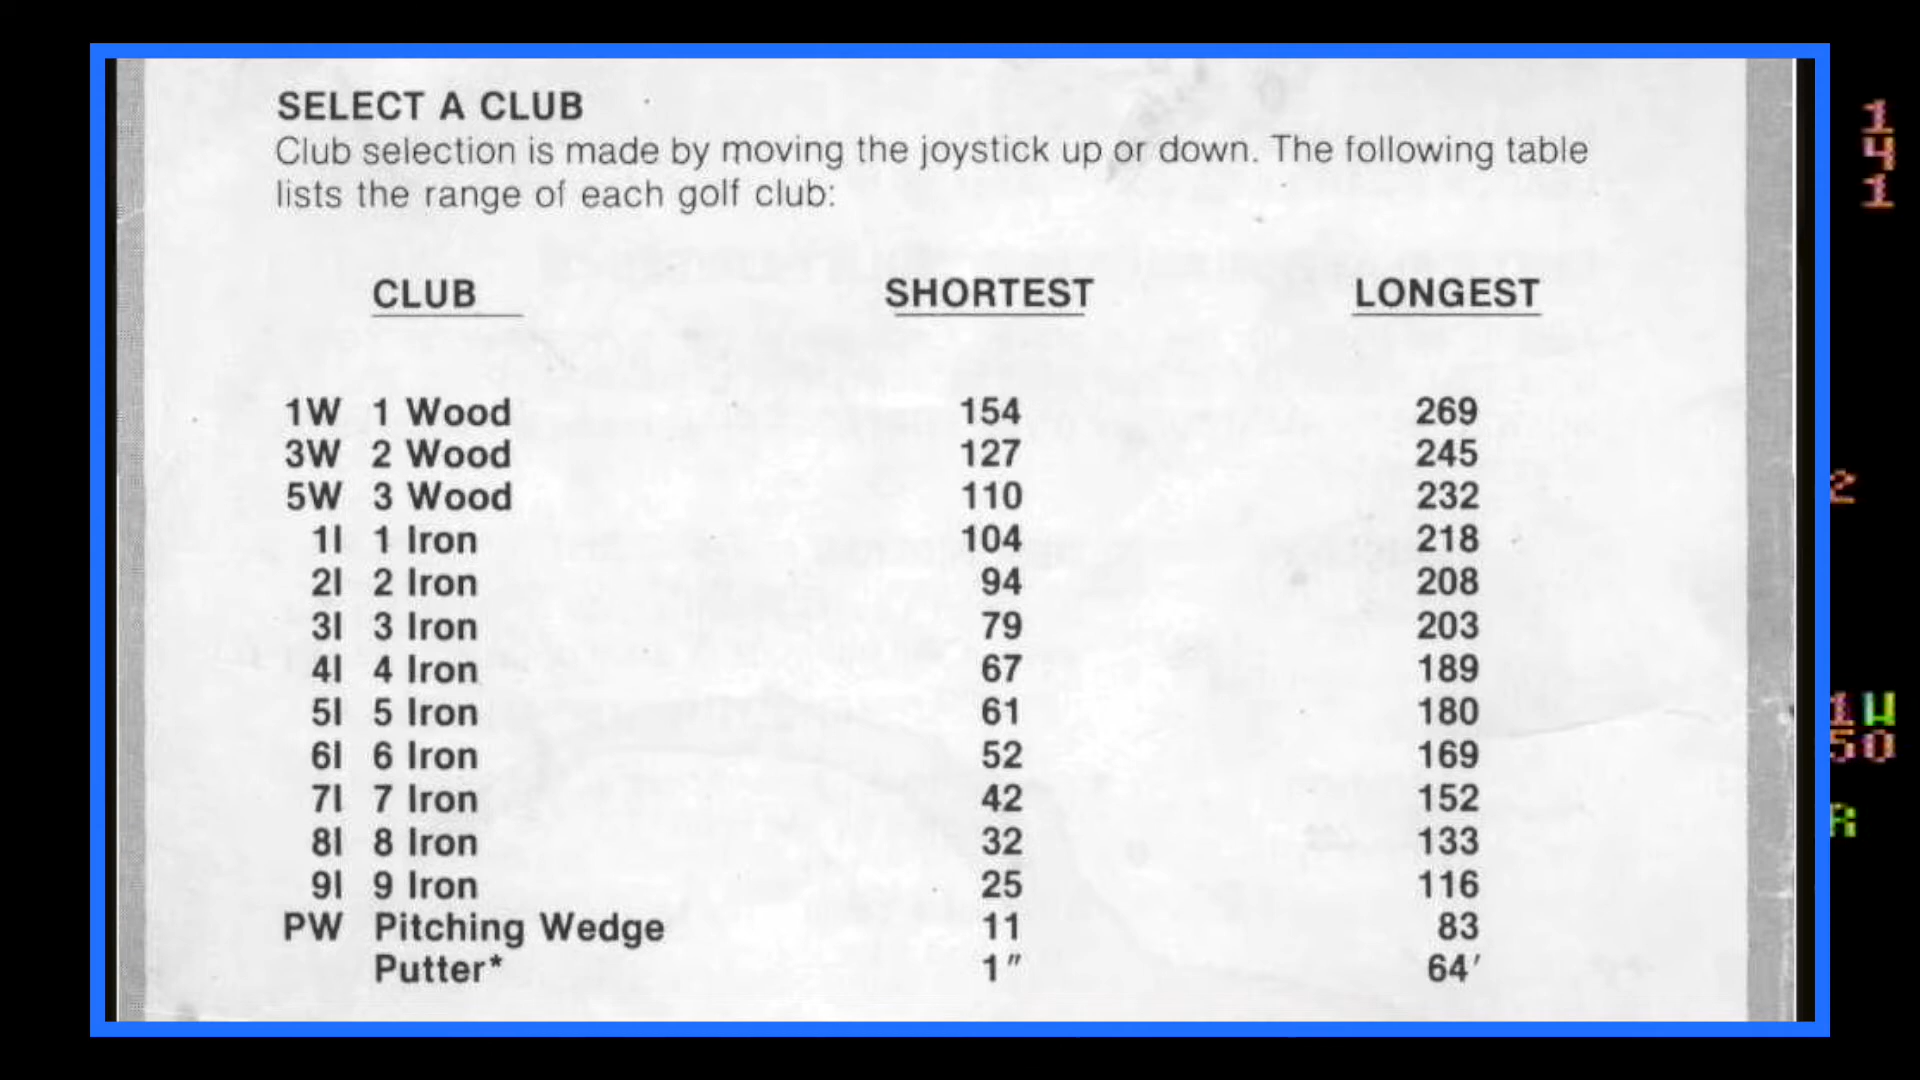 SELECT A CLUB
Club selection is made by moving the joystick up or down. The following table
lists the range of each golf club:
CLUB SHORTEST LONGEST
1W 1 Wood 154 269
3W 2 Wood 127 245
5W 3 Wood 110 232
1I 1 Iron 104 218
2I 2 Iron 94 208
3I 3 Iron 79 203
4I 4 Iron 67 189
5I 5 Iron 61 180
6I 6 Iron 52 169
7I 7 Iron 42 152
8I 8 Iron 32 133
9I 9 Iron 25 116
PW Pitching Wedge 11 83
Putter* 1" 64'
1
4
1
2
1W
50
R